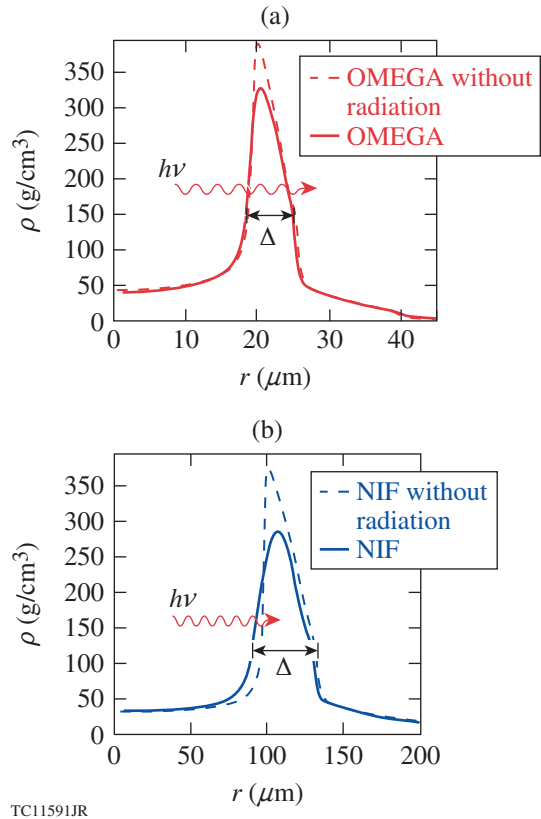 (a)
350
300
250
200
150
100
50
0
ρ (g/cm³)
hν
Δ
OMEGA without
radiation
OMEGA
0 10 20 30 40
r (μm)
(b)
350
300
250
200
150
100
50
0
ρ (g/cm³)
hν
Δ
NIF without
radiation
NIF
0 50 100 150 200
r (μm)
TC11591JR